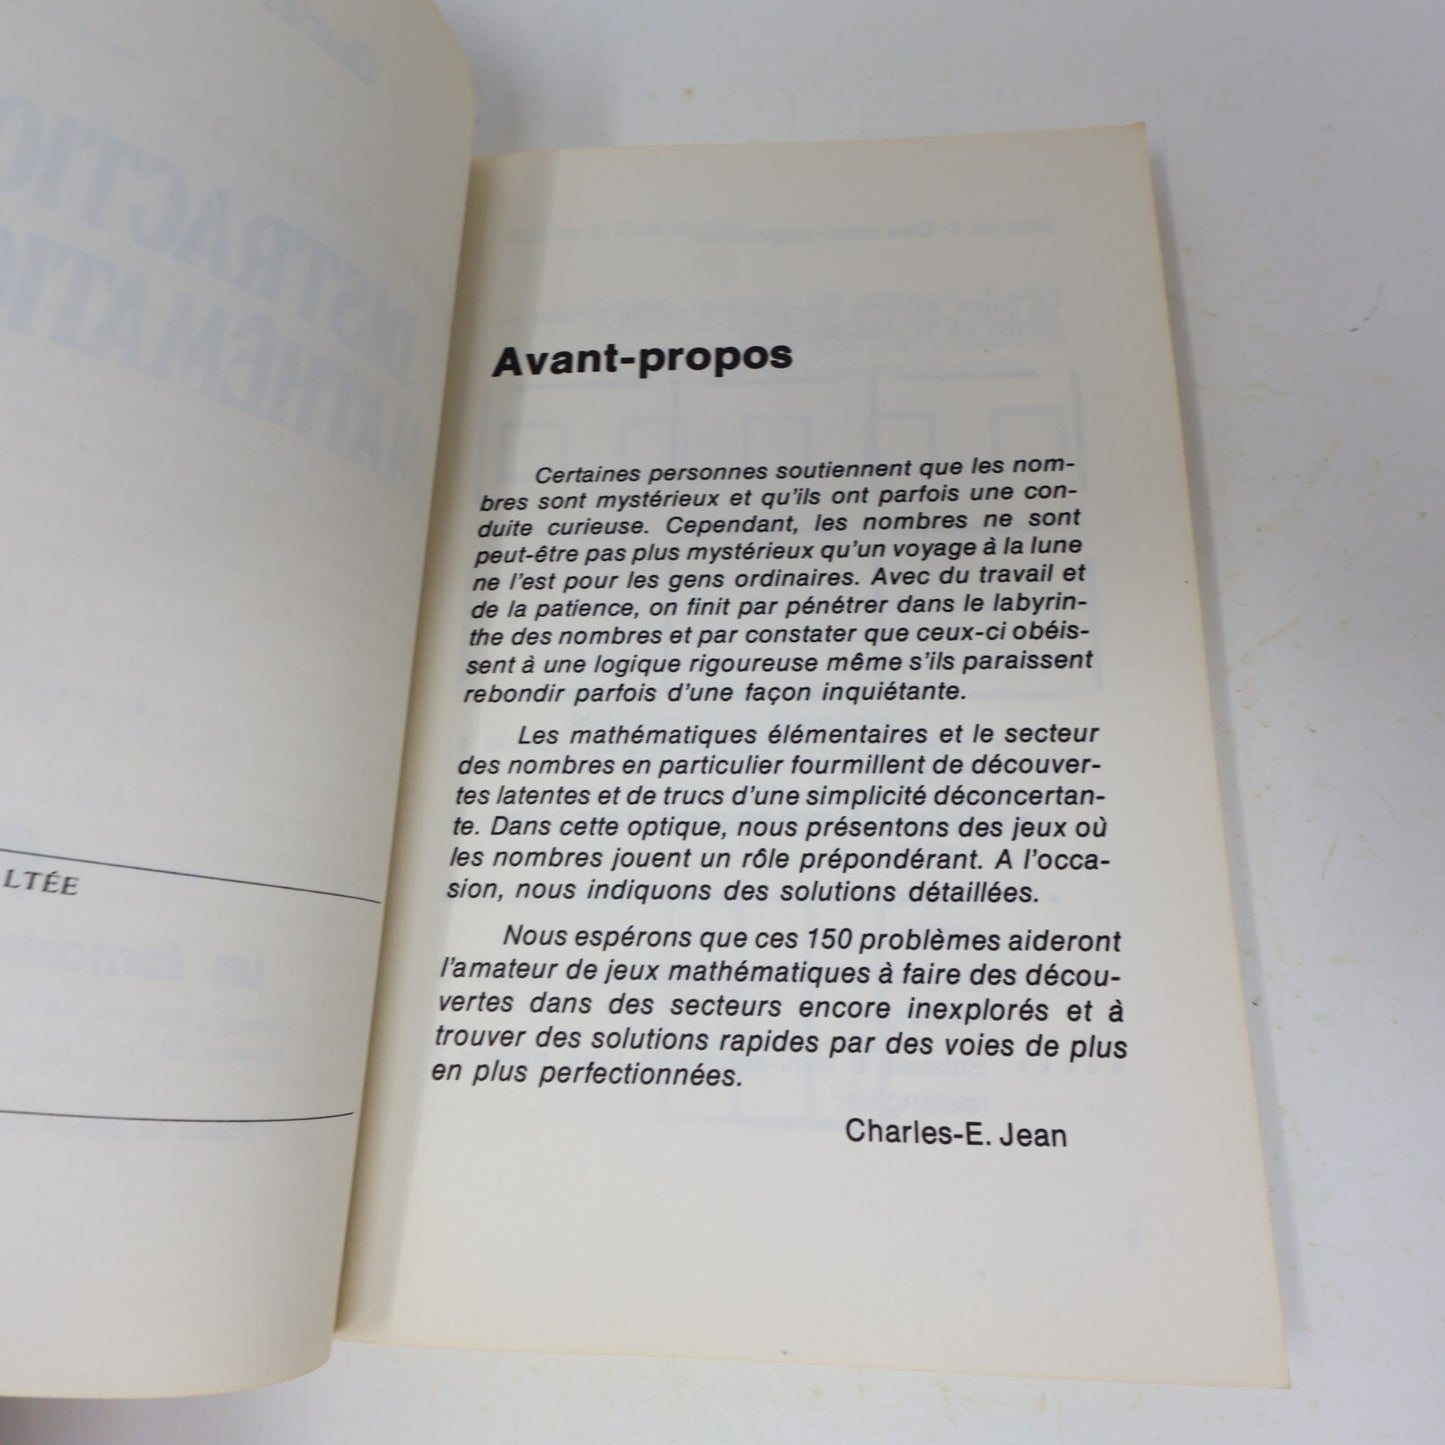 LTÉE
Avant-propos
Certaines personnes soutiennent que les nom-
bres sont mystérieux et qu'ils ont parfois une con-
duite curieuse. Cependant, les nombres ne sont
peut-être pas plus mystérieux qu'un voyage à la lune
ne l'est pour les gens ordinaires. Avec du travail et
de la patience, on finit par pénétrer dans le labyrin-
the des nombres et par constater que ceux-ci obéis-
sent à une logique rigoureuse même s'ils paraissent
rebondir parfois d'une façon inquiétante.
Les mathématiques élémentaires et le secteur
des nombres en particulier fourmillent de découver-
tes latentes et de trucs d'une simplicité déconcertan-
te. Dans cette optique, nous présentons des jeux où
les nombres jouent un rôle prépondérant. A l'occa-
sion, nous indiquons des solutions détaillées.
Nous espérons que ces 150 problèmes aideront
l'amateur de jeux mathématiques à faire des décou-
vertes dans des secteurs encore inexplorés et à
trouver des solutions rapides par des voies de plus
en plus perfectionnées.
Charles-E. Jean